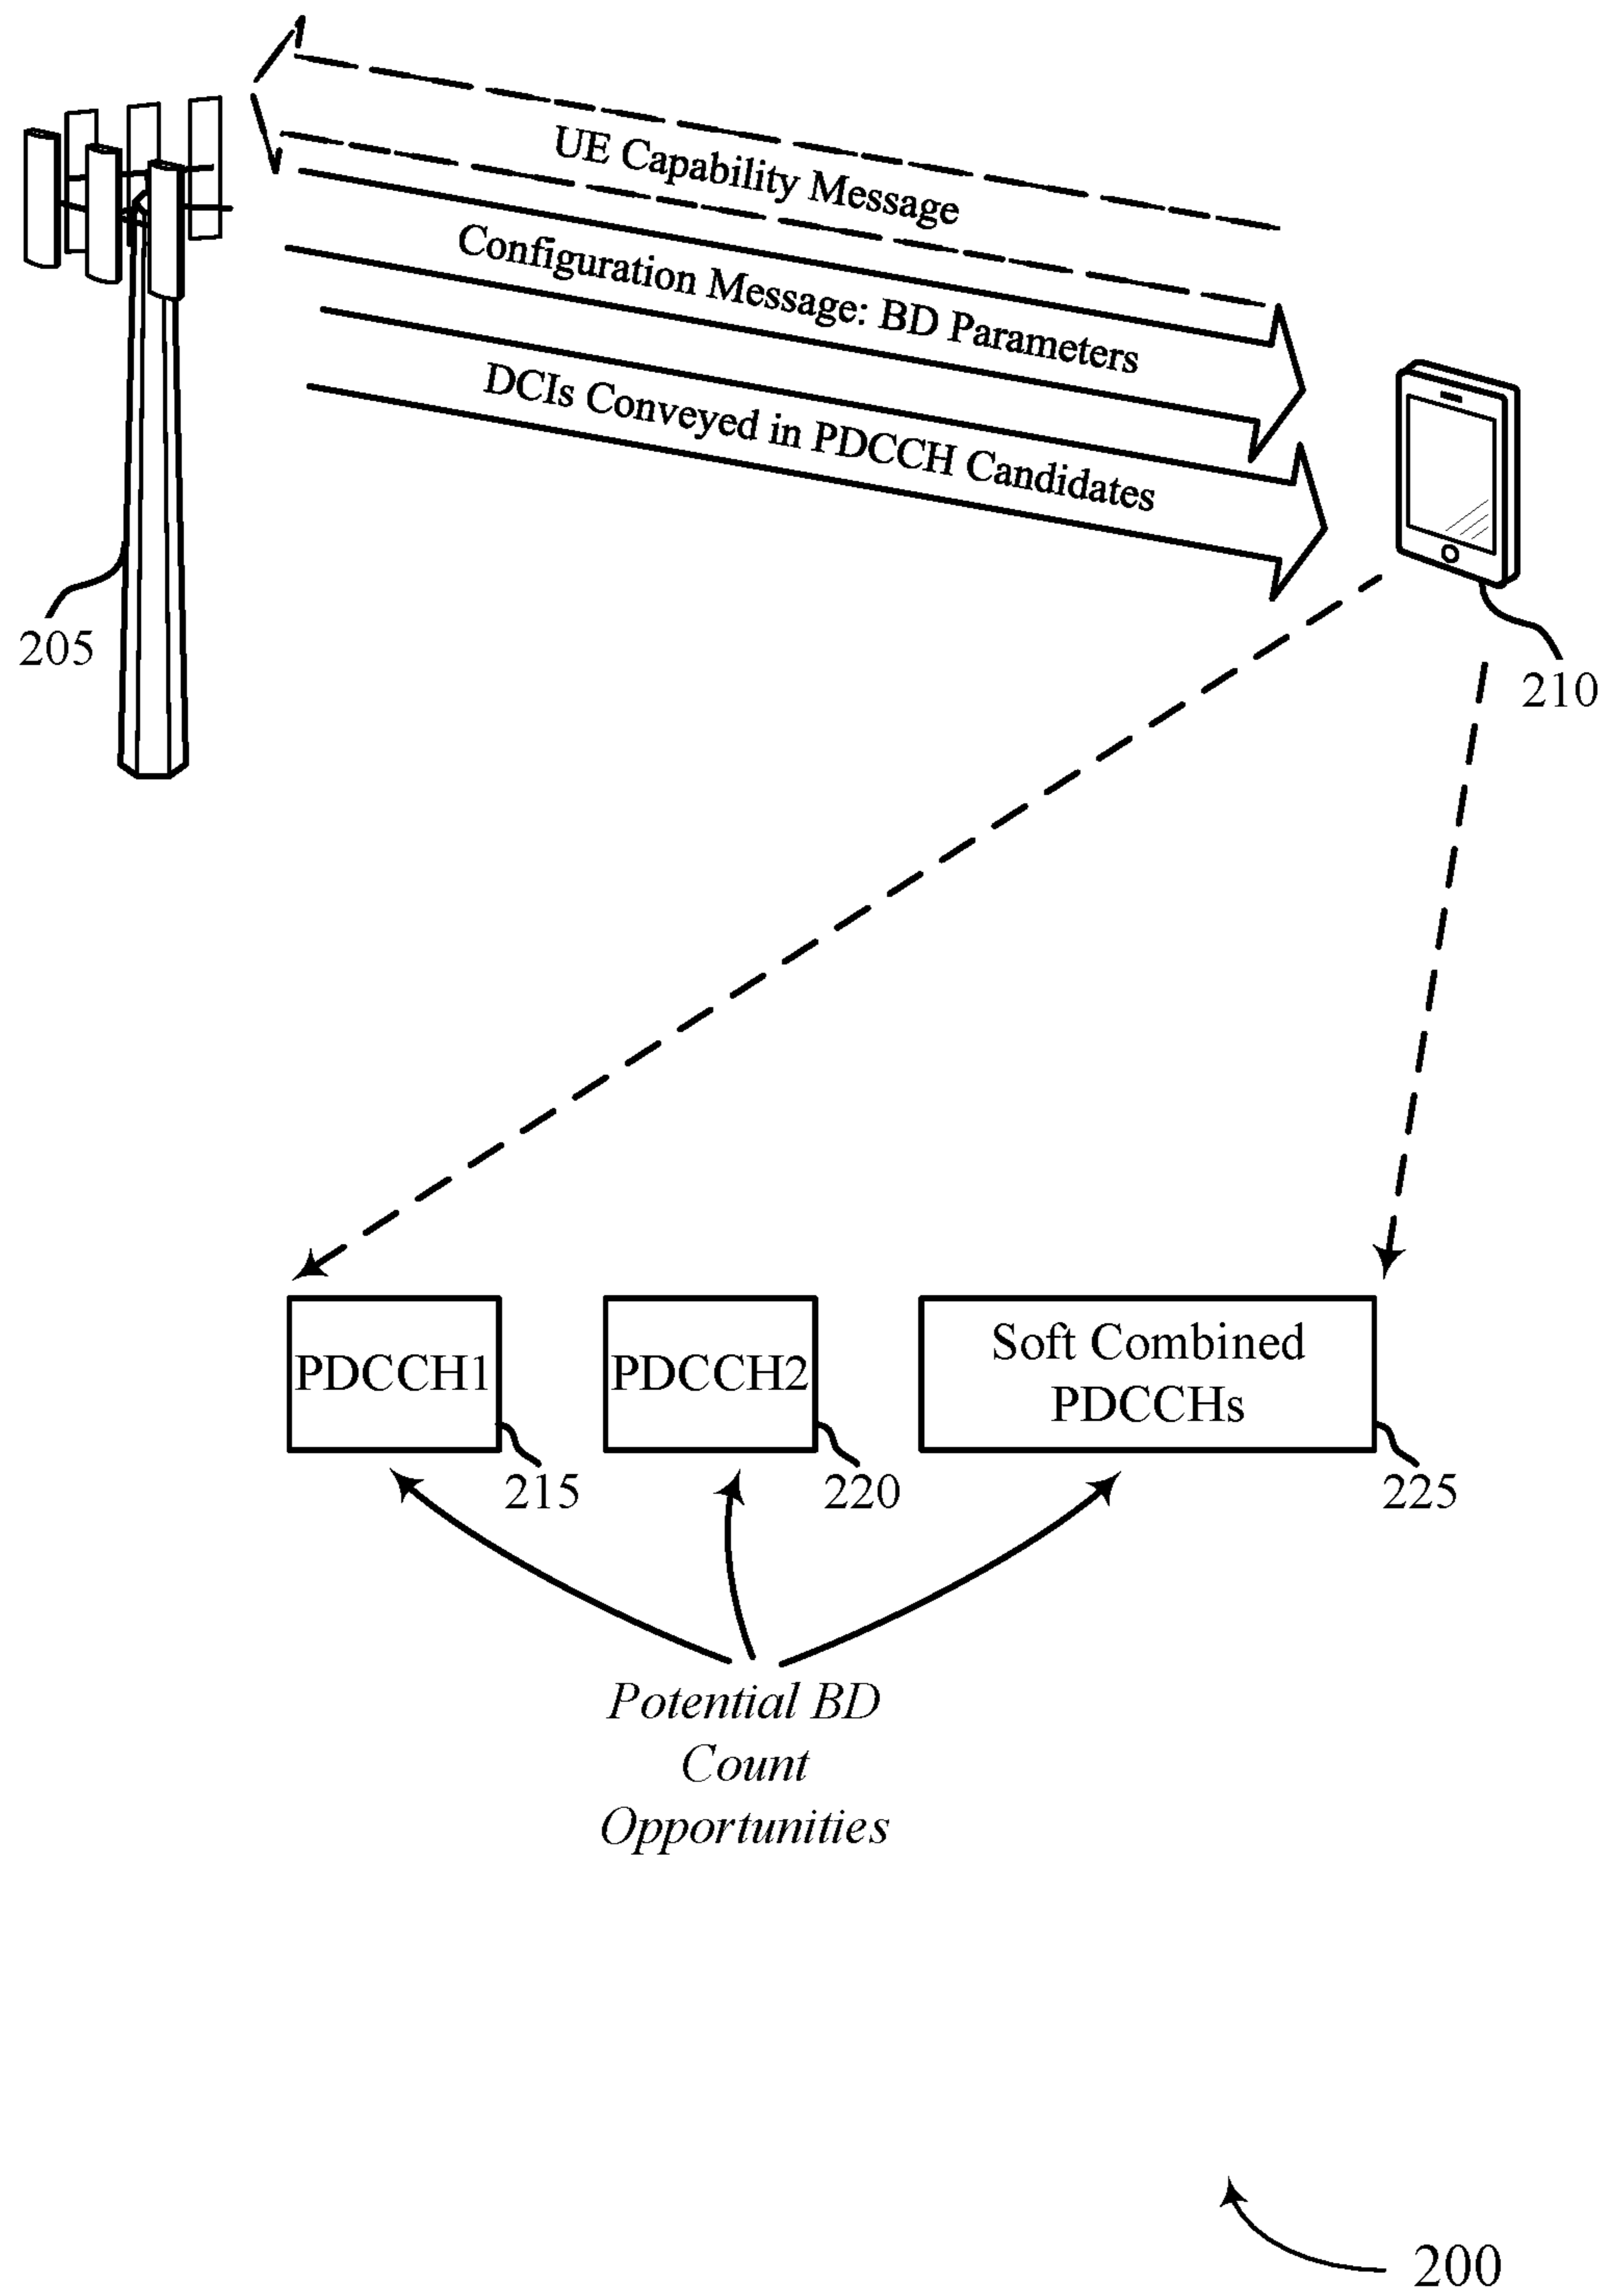 UE Capability Message
Configuration Message: BD Parameters
DCIs Conveyed in PDCCH Candidates
205
210
PDCCH1
PDCCH2
Soft Combined
PDCCHs
215
220
225
Potential BD
Count
Opportunities
200